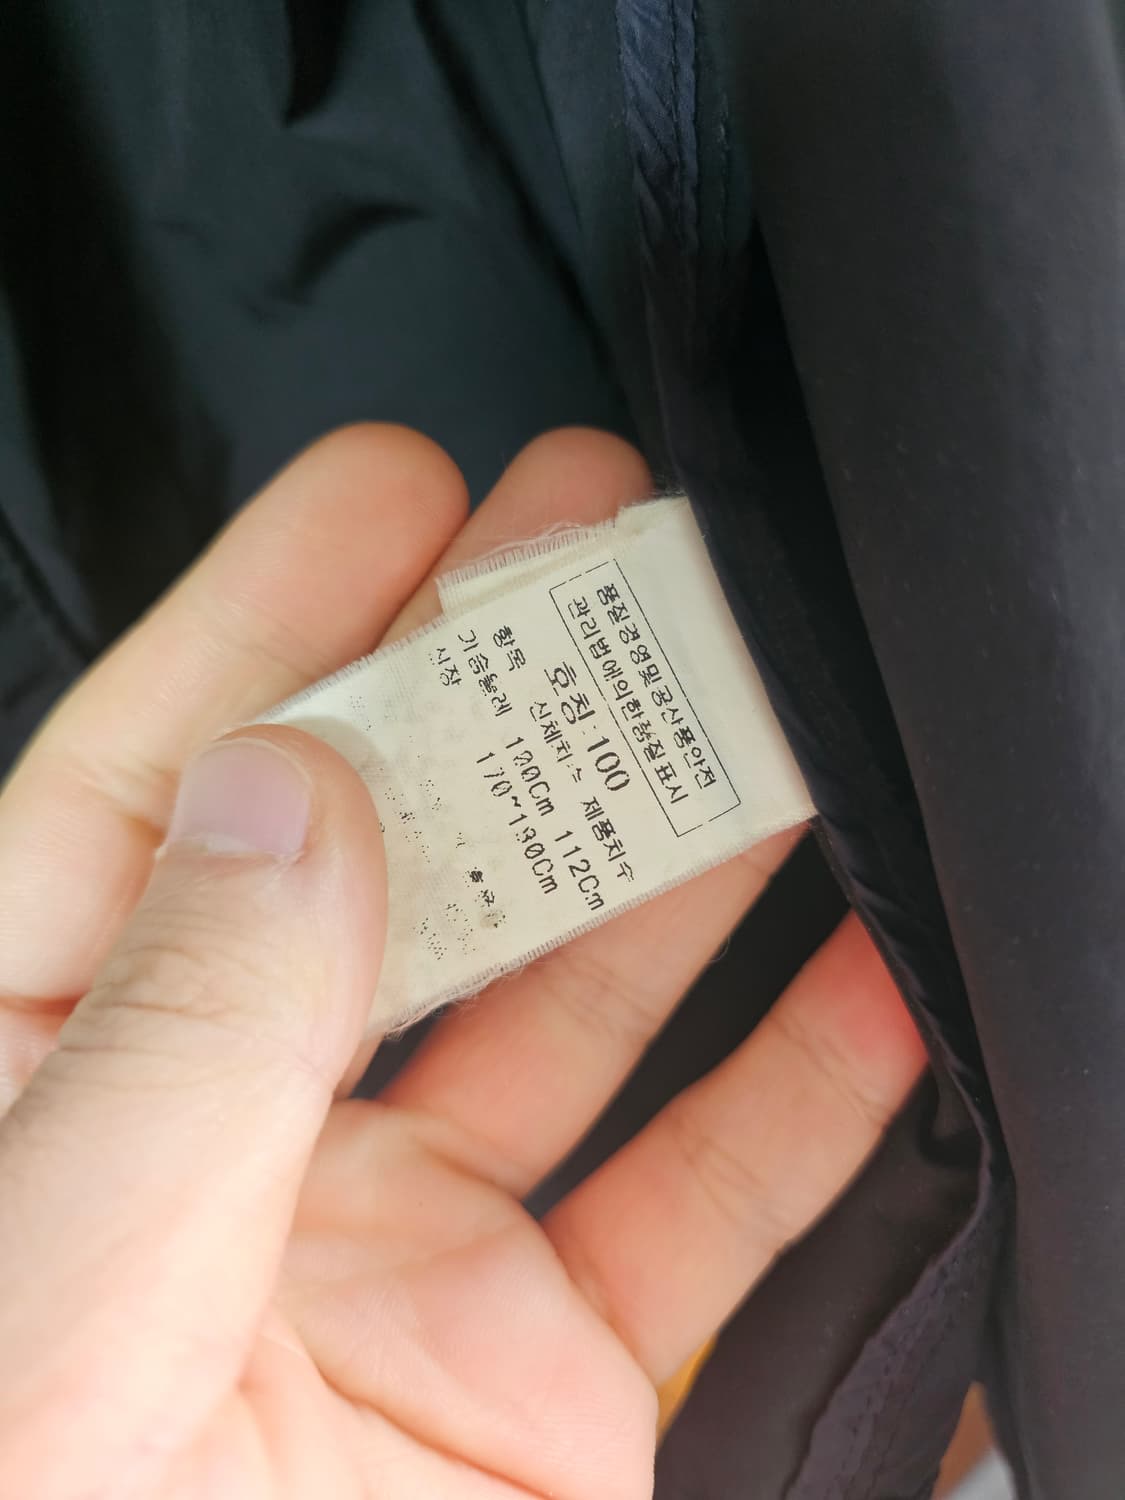 품질경영및공산품안전
관리법에의한품질표시
호칭:100
항목 신체치수 제품치수
가슴둘레 100Cm 112Cm
신장 170~180Cm